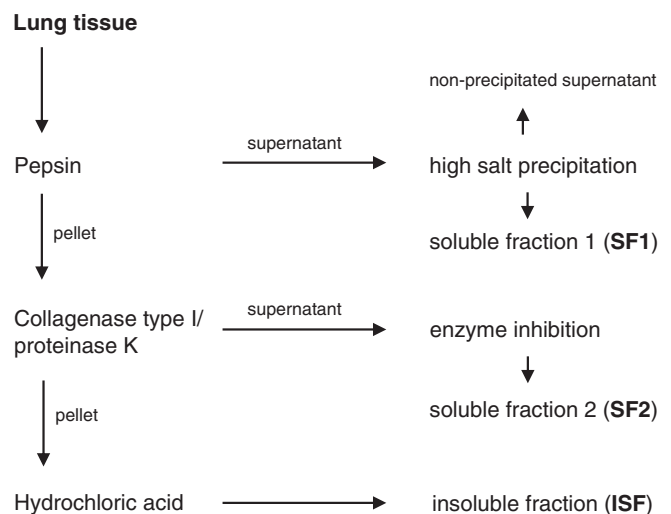 Lung tissue
non-precipitated supernatant
supernatant
Pepsin
high salt precipitation
pellet
soluble fraction 1 (SF1)
supernatant
Collagenase type I/
proteinase K
enzyme inhibition
pellet
soluble fraction 2 (SF2)
Hydrochloric acid
insoluble fraction (ISF)